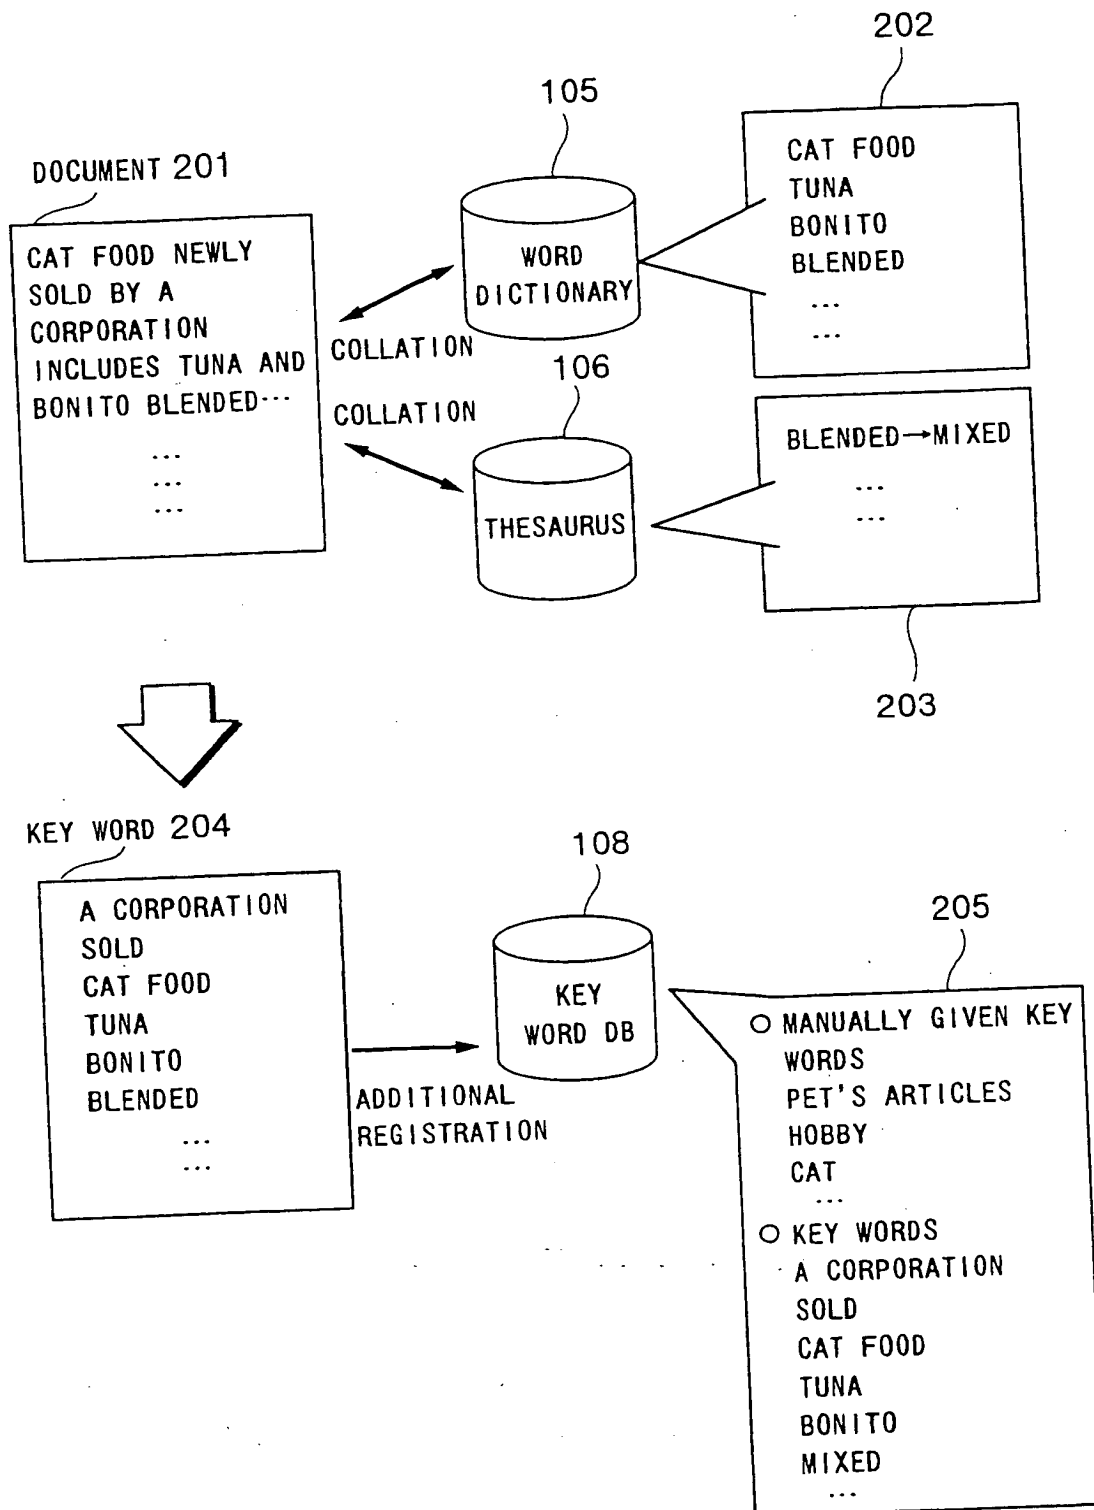 202
105
DOCUMENT 201
CAT FOOD NEWLY
SOLD BY A
CORPORATION
INCLUDES TUNA AND
BONITO BLENDED…
…
…
…
WORD
DICTIONARY
CAT FOOD
TUNA
BONITO
BLENDED
…
…
COLLATION
106
COLLATION
THESAURUS
BLENDED→MIXED
…
…
203
KEY WORD 204
A CORPORATION
SOLD
CAT FOOD
TUNA
BONITO
BLENDED
…
…
ADDITIONAL
REGISTRATION
108
KEY
WORD DB
205
○ MANUALLY GIVEN KEY
WORDS
PET'S ARTICLES
HOBBY
CAT
…
○ KEY WORDS
A CORPORATION
SOLD
CAT FOOD
TUNA
BONITO
MIXED
…